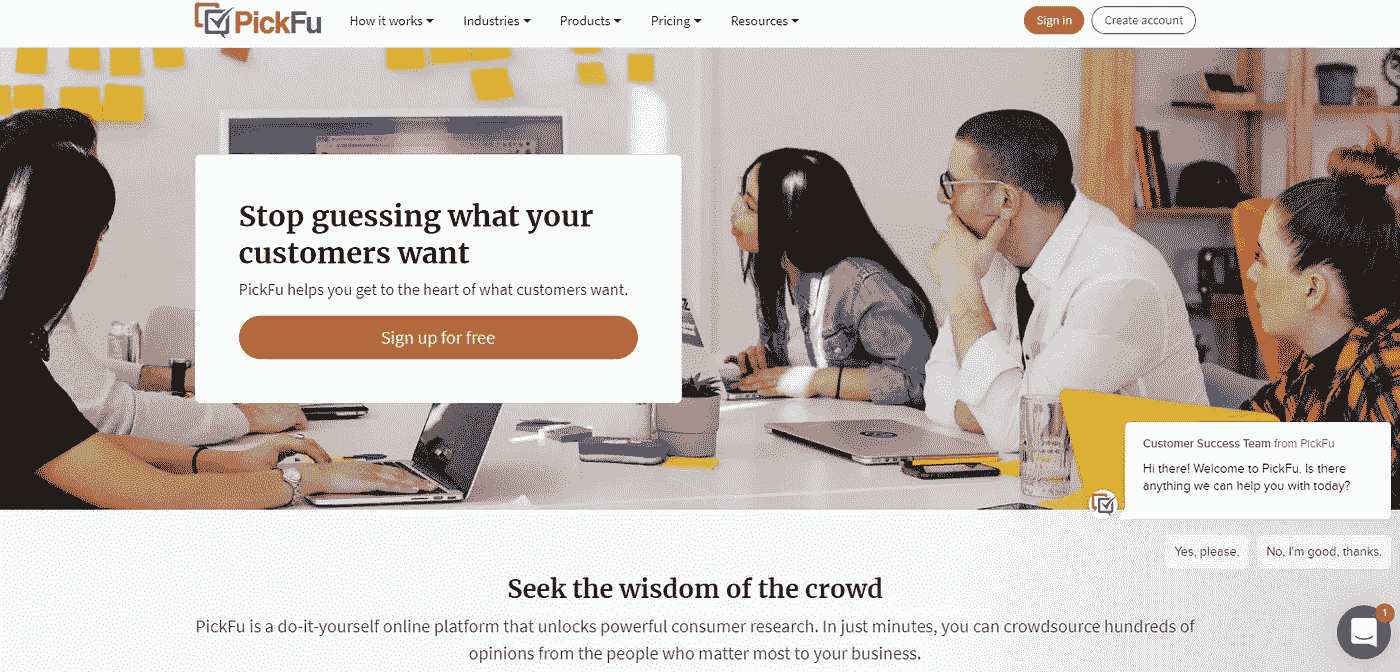 PickFu
How it works
Industries
Products
Pricing
Resources
Sign in
Create account
Stop guessing what your
customers want
PickFu helps you get to the heart of what customers want.
Sign up for free
Customer Success Team from PickFu
Hi there! Welcome to PickFu. Is there
anything we can help you with today?
Yes, please.
No, I'm good, thanks.
Seek the wisdom of the crowd
PickFu is a do-it-yourself online platform that unlocks powerful consumer research. In just minutes, you can crowdsource hundreds of
opinions from the people who matter most to your business.
1